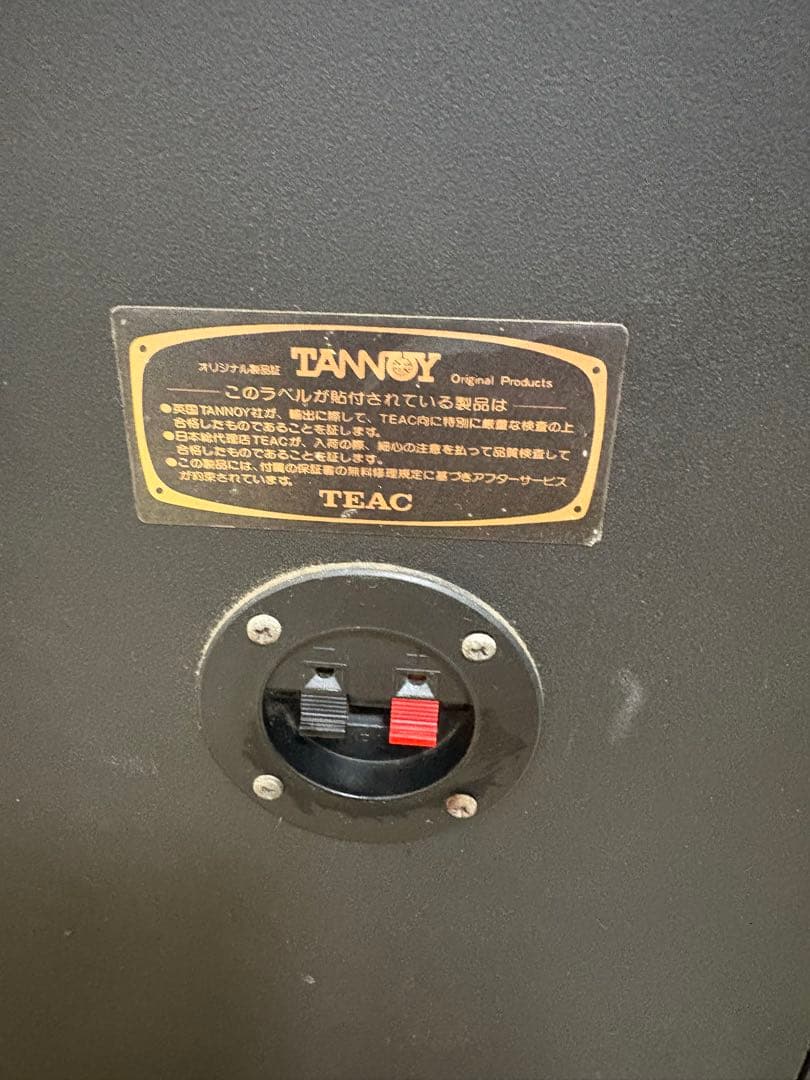 オリジナル製品証 TANNOY Original Products
このラベルが貼付されている製品は
●英国TANNOY社が、輸出に際して、TEAC向に特別に厳重な検査の上
合格したものであることを証します。
●日本総代理店TEACが、入荷の際、細心の注意を払って品質検査して
合格したものであることを証します。
●この製品には、付属の保証書の無料修理規定に基づきアフターサービス
が約束されています。
TEAC
− +